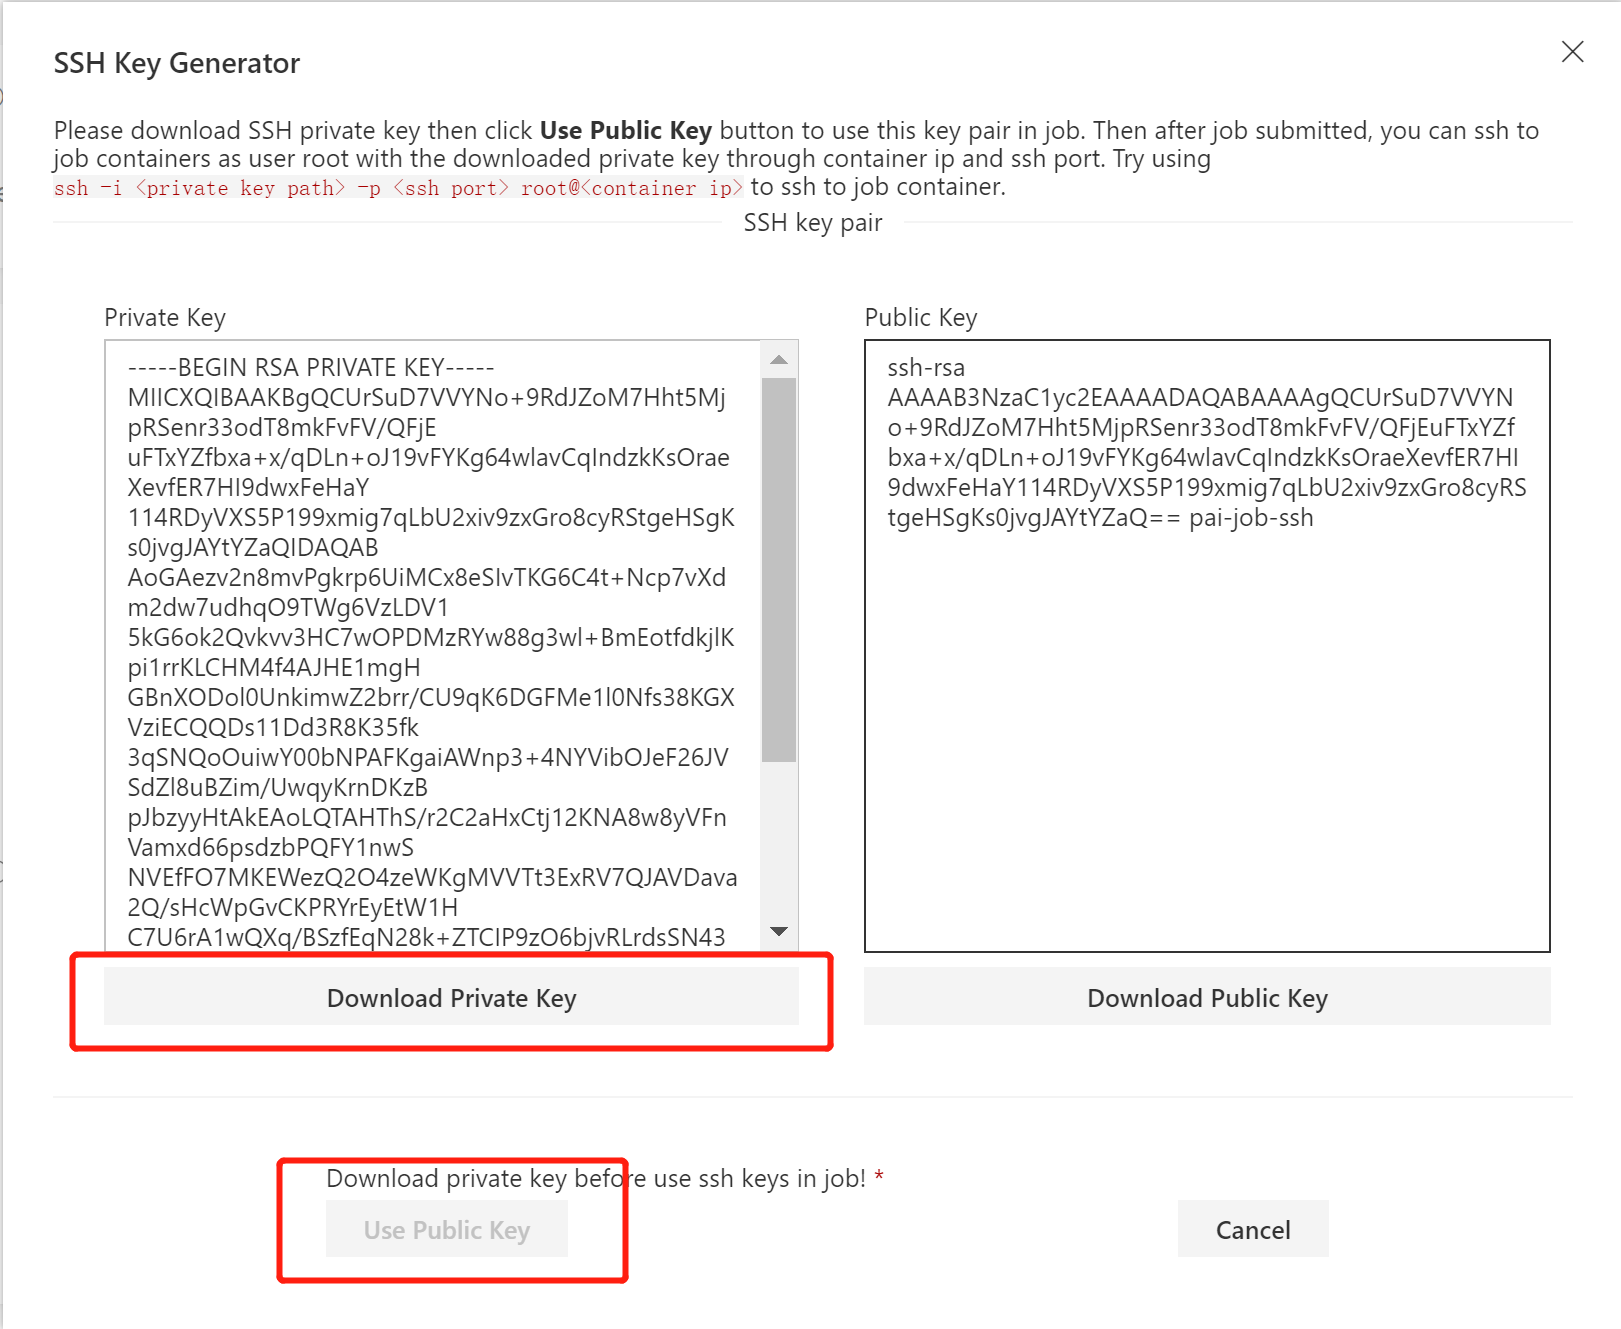 SSH Key Generator
Please download SSH private key then click Use Public Key button to use this key pair in job. Then after job submitted, you can ssh to
job containers as user root with the downloaded private key through container ip and ssh port. Try using
ssh -i <private key path> -p <ssh port> root@<container ip> to ssh to job container.
SSH key pair
Private Key
-----BEGIN RSA PRIVATE KEY-----
MIICXQIBAAKBgQCUrSuD7VVYNo+9RdJZoM7Hht5Mj
pRSenr33odT8mkFvFV/QFjE
uFTxYZfbxa+x/qDLn+oJ19vFYKg64wlavCqIndzkKsOrae
XevfER7HI9dwxFeHaY
114RDyVXS5P199xmig7qLbU2xiv9zxGro8cyRStgeHSgK
s0jvgJAYtYZaQIDAQAB
AoGAezv2n8mvPgkrp6UiMCx8eSIvTKG6C4t+Ncp7vXd
m2dw7udhqO9TWg6VzLDV1
5kG6ok2Qvkvv3HC7wOPDMzRYw88g3wl+BmEotfdkjlK
pi1rrKLCHM4f4AJHE1mgH
GBnXODol0UnkimwZ2brr/CU9qK6DGFMe1l0Nfs38KGX
VziECQQDs11Dd3R8K35fk
3qSNQoOuiwY00bNPAFKgaiAWnp3+4NYVibOJeF26JV
SdZl8uBZim/UwqyKrnDKzB
pJbzyyHtAkEAoLQTAHThS/r2C2aHxCtj12KNA8w8yVFn
Vamxd66psdzbPQFY1nwS
NVEfFO7MKEWezQ2O4zeWKgMVVTt3ExRV7QJAVDava
2Q/sHcWpGvCKPRYrEyEtW1H
C7U6rA1wQXq/BSzfEqN28k+ZTCIP9zO6bjvRLrdsSN43
Download Private Key
Public Key
ssh-rsa
AAAAB3NzaC1yc2EAAAADAQABAAAAgQCUrSuD7VVYN
o+9RdJZoM7Hht5MjpRSenr33odT8mkFvFV/QFjEuFTxYZf
bxa+x/qDLn+oJ19vFYKg64wlavCqIndzkKsOraeXevfER7HI
9dwxFeHaY114RDyVXS5P199xmig7qLbU2xiv9zxGro8cyRS
tgeHSgKs0jvgJAYtYZaQ== pai-job-ssh
Download Public Key
Download private key before use ssh keys in job! *
Use Public Key
Cancel